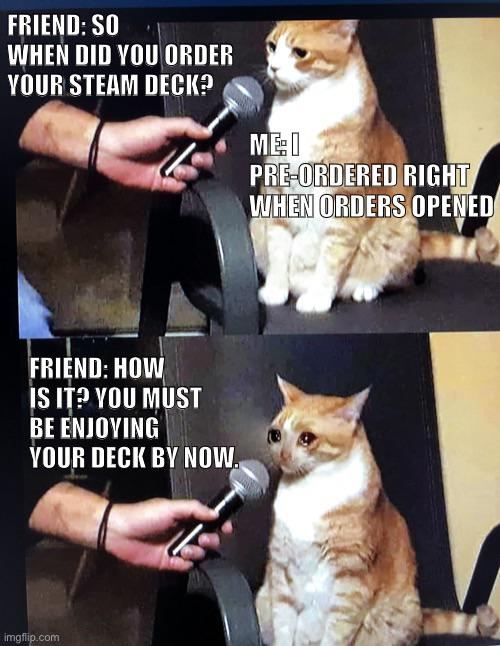 FRIEND: SO
WHEN DID YOU ORDER
YOUR STEAM DECK?
ME: I
PRE-ORDERED RIGHT
WHEN ORDERS OPENED
FRIEND: HOW
IS IT? YOU MUST
BE ENJOYING
YOUR DECK BY NOW.
imgflip.com